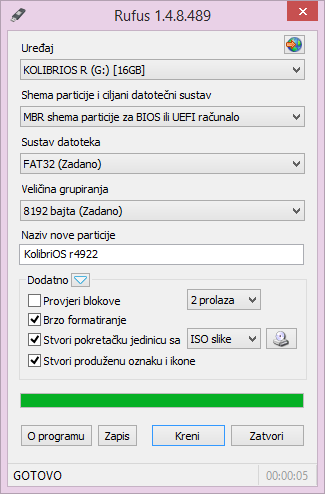 Rufus 1.4.8.489
Uređaj
KOLIBRIOS R (G:) [16GB]
Shema particije i ciljani datotečni sustav
MBR shema particije za BIOS ili UEFI računalo
Sustav datoteka
FAT32 (Zadano)
Veličina grupiranja
8192 bajta (Zadano)
Naziv nove particije
KolibriOS r4922
Dodatno
Provjeri blokove 2 prolaza
Brzo formatiranje
Stvori pokretačku jedinicu sa ISO slike
Stvori produženu oznaku i ikone
O programu Zapis Kreni Zatvori
GOTOVO 00:00:05